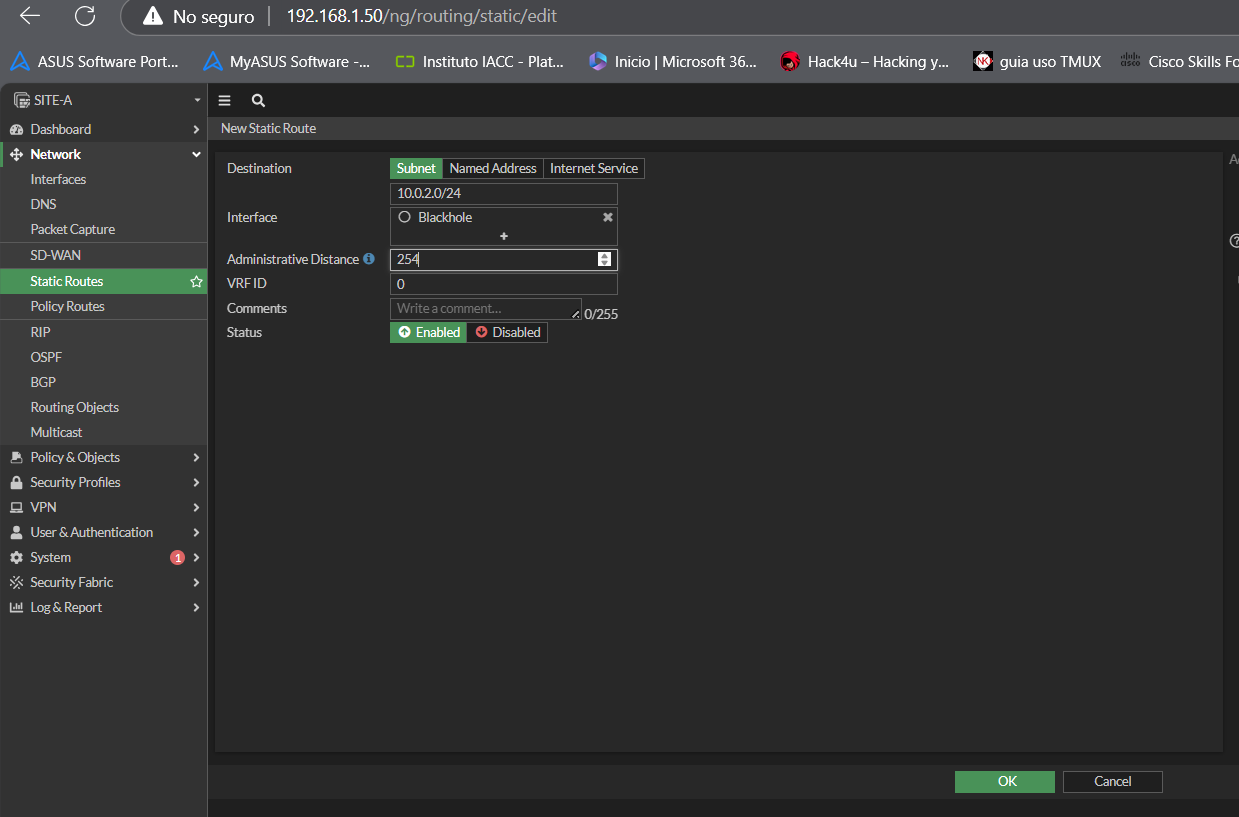 No seguro 192.168.1.50/ng/routing/static/edit
ASUS Software Port... MyASUS Software -... Instituto IACC - Plat... Inicio | Microsoft 36... Hack4u – Hacking y... guia uso TMUX Cisco Skills Fo
SITE-A
Dashboard
Network
Interfaces
DNS
Packet Capture
SD-WAN
Static Routes
Policy Routes
RIP
OSPF
BGP
Routing Objects
Multicast
Policy & Objects
Security Profiles
VPN
User & Authentication
System 1
Security Fabric
Log & Report
New Static Route
Destination Subnet Named Address Internet Service
10.0.2.0/24
Interface Blackhole
Administrative Distance 254
VRF ID 0
Comments Write a comment... 0/255
Status Enabled Disabled
OK Cancel